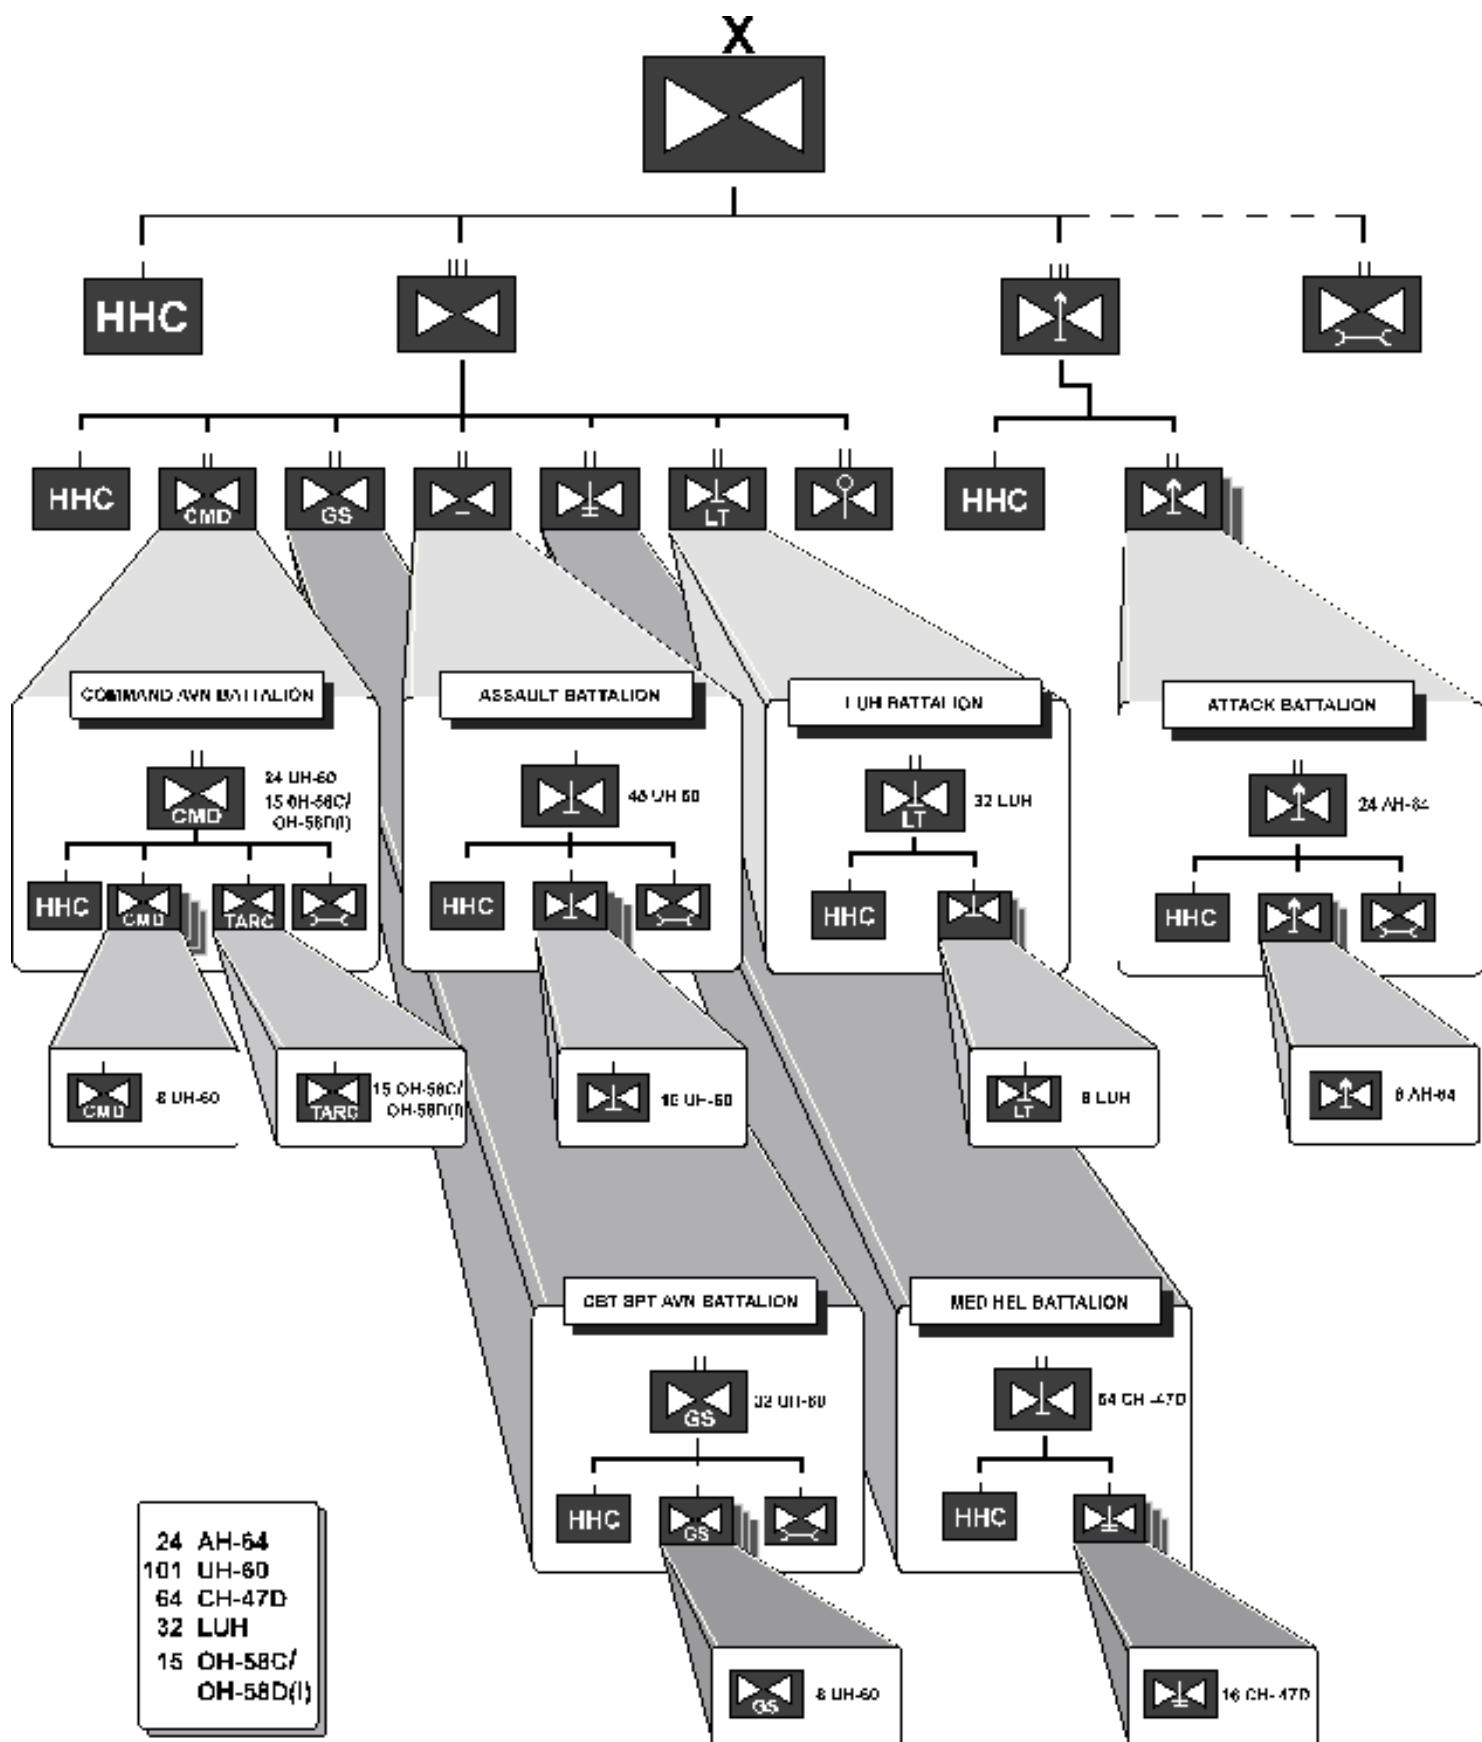 X
HHC
HHC
CMD
GS
LT
HHC
COMMAND AVN BATTALION
ASSAULT BATTALION
LUH BATTALION
ATTACK BATTALION
CMD
24 UH-60
15 OH-58C/
OH-58D(I)
UH-60
LT
32 LUH
24 AH-64
HHC
CMD
TARC
HHC
HHC
HHC
CMD
8 UH-60
TARC
15 OH-58C/
OH-58D(I)
16 UH-60
LT
8 LUH
8 AH-64
CBT SPT AVN BATTALION
MED HEL BATTALION
GS
32 UH-60
64 CH-47D
HHC
GS
HHC
24 AH-64
101 UH-60
64 CH-47D
32 LUH
15 OH-58C/
OH-58D(I)
GS
8 UH-60
16 CH-47D